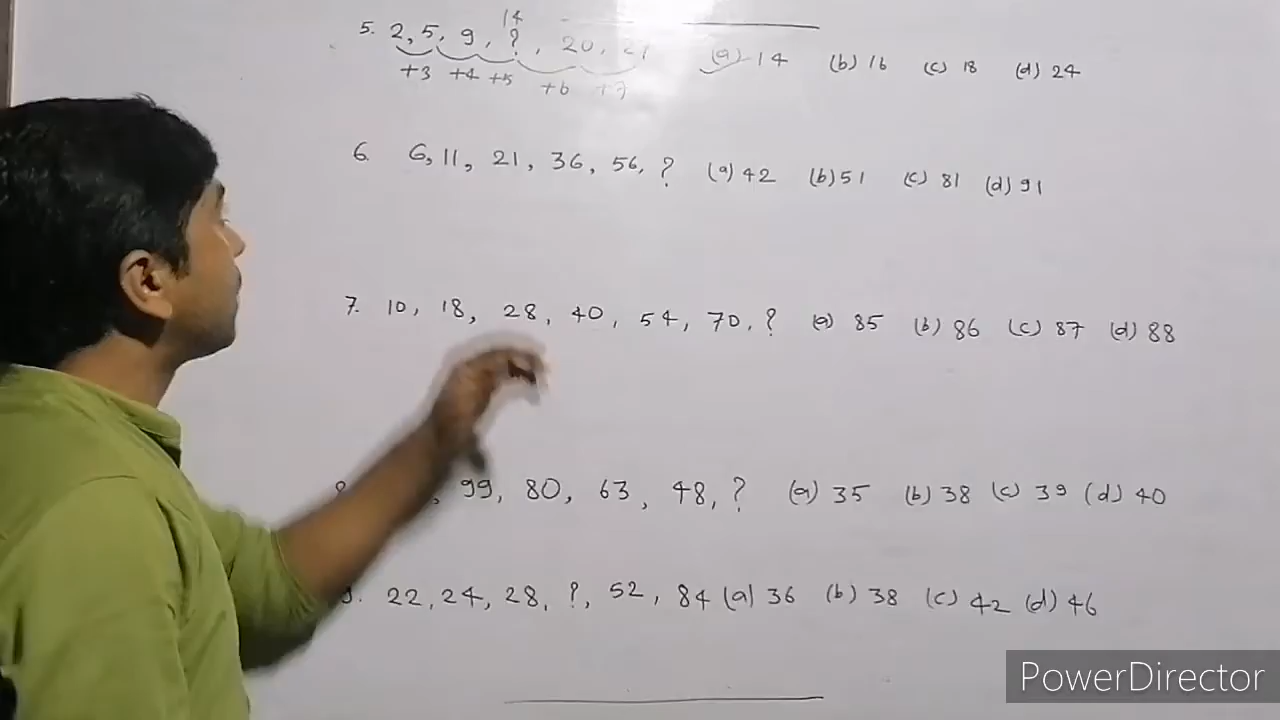 14
5. 2, 5, 9, ?, 20, 27 (a) 14 (b) 16 (c) 18 (d) 24
+3 +4 +5 +6 +7
6. 6, 11, 21, 36, 56, ? (a) 42 (b) 51 (c) 81 (d) 91
7. 10, 18, 28, 40, 54, 70, ? (a) 85 (b) 86 (c) 87 (d) 88
8. , 99, 80, 63, 48, ? (a) 35 (b) 38 (c) 39 (d) 40
9. 22, 24, 28, ?, 52, 84 (a) 36 (b) 38 (c) 42 (d) 46
PowerDirector